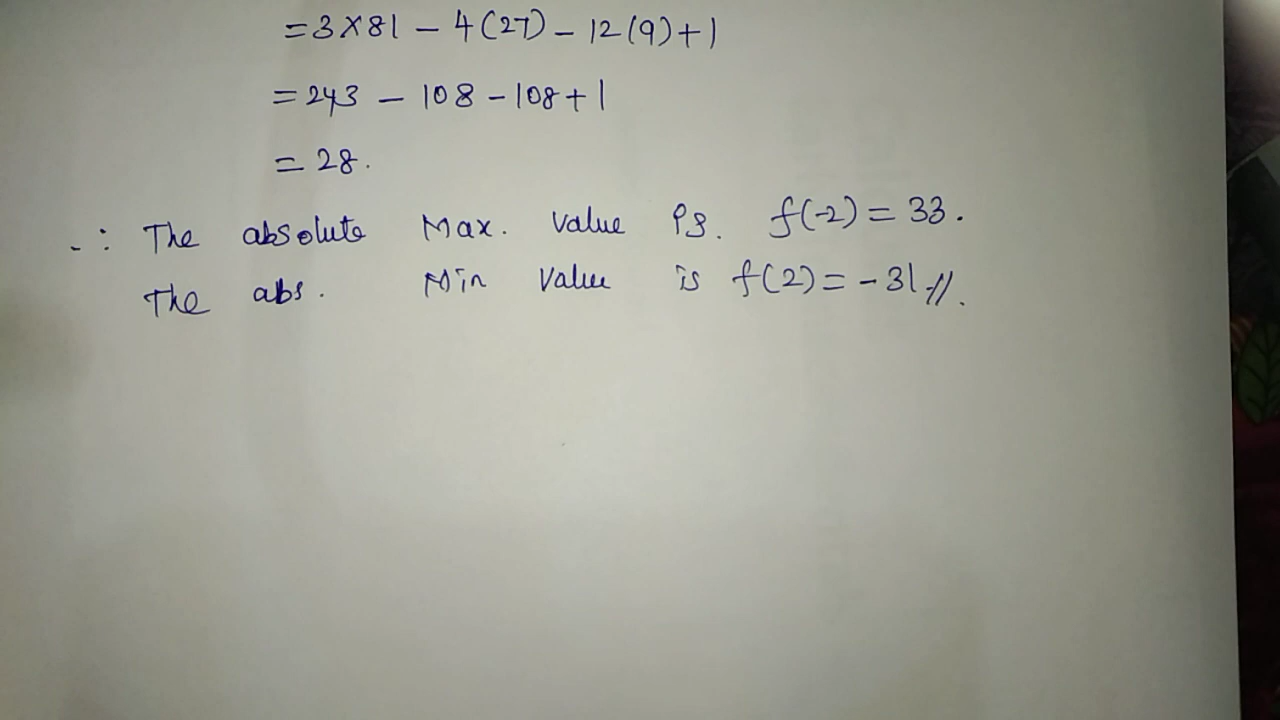 =3×81 - 4(27) - 12(9)+1
=243 - 108 - 108+1
= 28.
∴ The absolute Max. Value is. f(-2) = 33.
The abs. Min Value is f(2) = -31//.